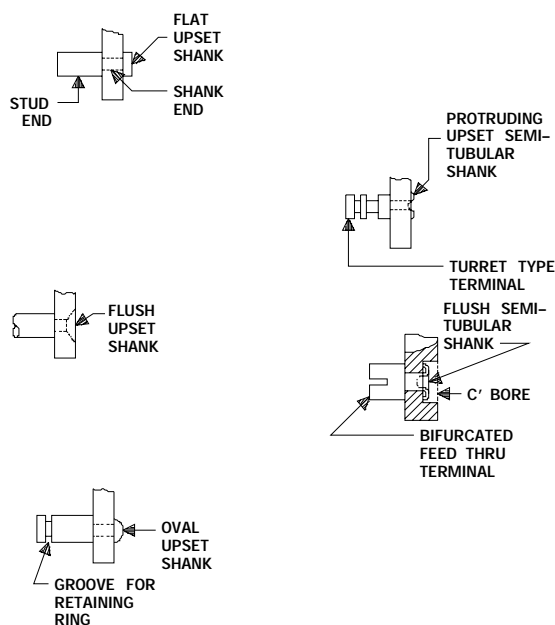 FLAT
UPSET
SHANK
STUD
END
SHANK
END
PROTRUDING
UPSET SEMI-
TUBULAR
SHANK
TURRET TYPE
TERMINAL
FLUSH
UPSET
SHANK
FLUSH SEMI-
TUBULAR
SHANK
C' BORE
BIFURCATED
FEED THRU
TERMINAL
OVAL
UPSET
SHANK
GROOVE FOR
RETAINING
RING